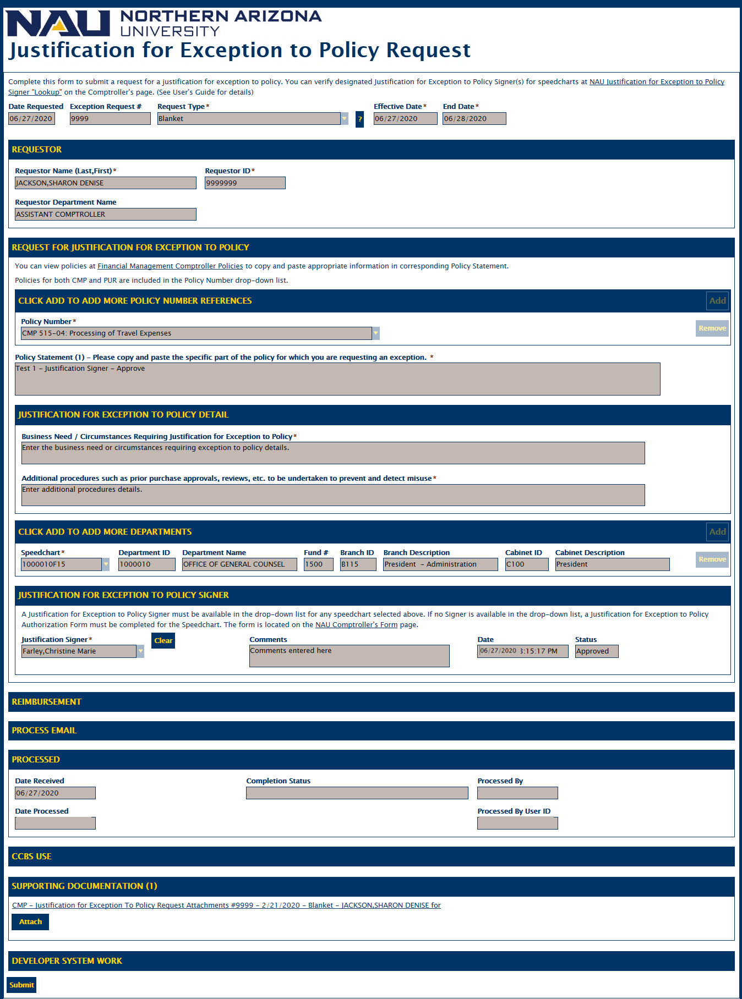 NAU NORTHERN ARIZONA
UNIVERSITY
Justification for Exception to Policy Request
Complete this form to submit a request for a justification for exception to policy. You can verify designated Justification for Exception to Policy Signer(s) for speedcharts at NAU Justification for Exception to Policy
Signer "Lookup" on the Comptroller's page. (See User's Guide for details)
Date Requested Exception Request # Request Type* Effective Date* End Date*
06/27/2020 9999 Blanket ? 06/27/2020 06/28/2020
REQUESTOR
Requestor Name (Last,First)* Requestor ID*
JACKSON,SHARON DENISE 9999999
Requestor Department Name
ASSISTANT COMPTROLLER
REQUEST FOR JUSTIFICATION FOR EXCEPTION TO POLICY
You can view policies at Financial Management Comptroller Policies to copy and paste appropriate information in corresponding Policy Statement.
Policies for both CMP and PUR are included in the Policy Number drop-down list.
CLICK ADD TO ADD MORE POLICY NUMBER REFERENCES Add
Policy Number*
CMP 515-04: Processing of Travel Expenses Remove
Policy Statement (1) - Please copy and paste the specific part of the policy for which you are requesting an exception. *
Test 1 - Justification Signer - Approve
JUSTIFICATION FOR EXCEPTION TO POLICY DETAIL
Business Need / Circumstances Requiring Justification for Exception to Policy*
Enter the business need or circumstances requiring exception to policy details.
Additional procedures such as prior purchase approvals, reviews, etc. to be undertaken to prevent and detect misuse*
Enter additional procedures details.
CLICK ADD TO ADD MORE DEPARTMENTS Add
Speedchart* Department ID Department Name Fund # Branch ID Branch Description Cabinet ID Cabinet Description
1000010F15 1000010 OFFICE OF GENERAL COUNSEL 1500 B115 President - Administration C100 President Remove
JUSTIFICATION FOR EXCEPTION TO POLICY SIGNER
A Justification for Exception to Policy Signer must be available in the drop-down list for any speedchart selected above. If no Signer is available in the drop-down list, a Justification for Exception to Policy
Authorization Form must be completed for the Speedchart. The form is located on the NAU Comptroller's Form page.
Justification Signer* Clear Comments Date Status
Farley,Christine Marie Comments entered here 06/27/2020 3:15:17 PM Approved
REIMBURSEMENT
PROCESS EMAIL
PROCESSED
Date Received Completion Status Processed By
06/27/2020
Date Processed Processed By User ID
CCBS USE
SUPPORTING DOCUMENTATION (1)
CMP - Justification for Exception To Policy Request Attachments #9999 - 2/21/2020 - Blanket - JACKSON,SHARON DENISE for
Attach
DEVELOPER SYSTEM WORK
Submit